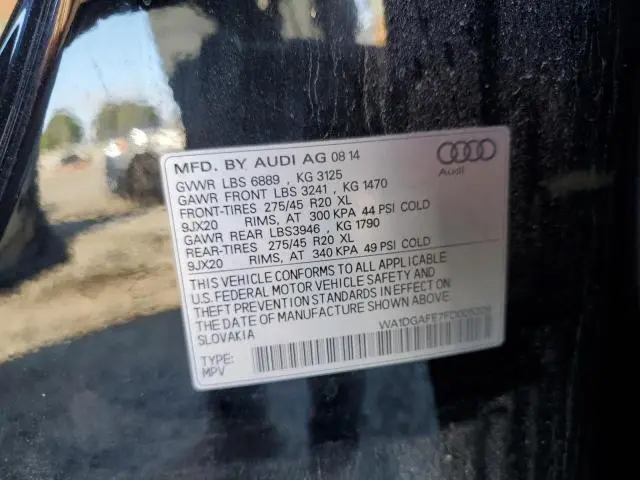 MFD. BY AUDI AG 08 14
Audi
GVWR LBS 6889 , KG 3125
GAWR FRONT LBS 3241 , KG 1470
FRONT-TIRES 275/45 R20 XL
9JX20 RIMS, AT 300 KPA 44 PSI COLD
GAWR REAR LBS3946 , KG 1790
REAR-TIRES 275/45 R20 XL
9JX20 RIMS, AT 340 KPA 49 PSI COLD
THIS VEHICLE CONFORMS TO ALL APPLICABLE
U.S. FEDERAL MOTOR VEHICLE SAFETY AND
THEFT PREVENTION STANDARDS IN EFFECT ON
THE DATE OF MANUFACTURE SHOWN ABOVE.
SLOVAKIA
TYPE:
MPV